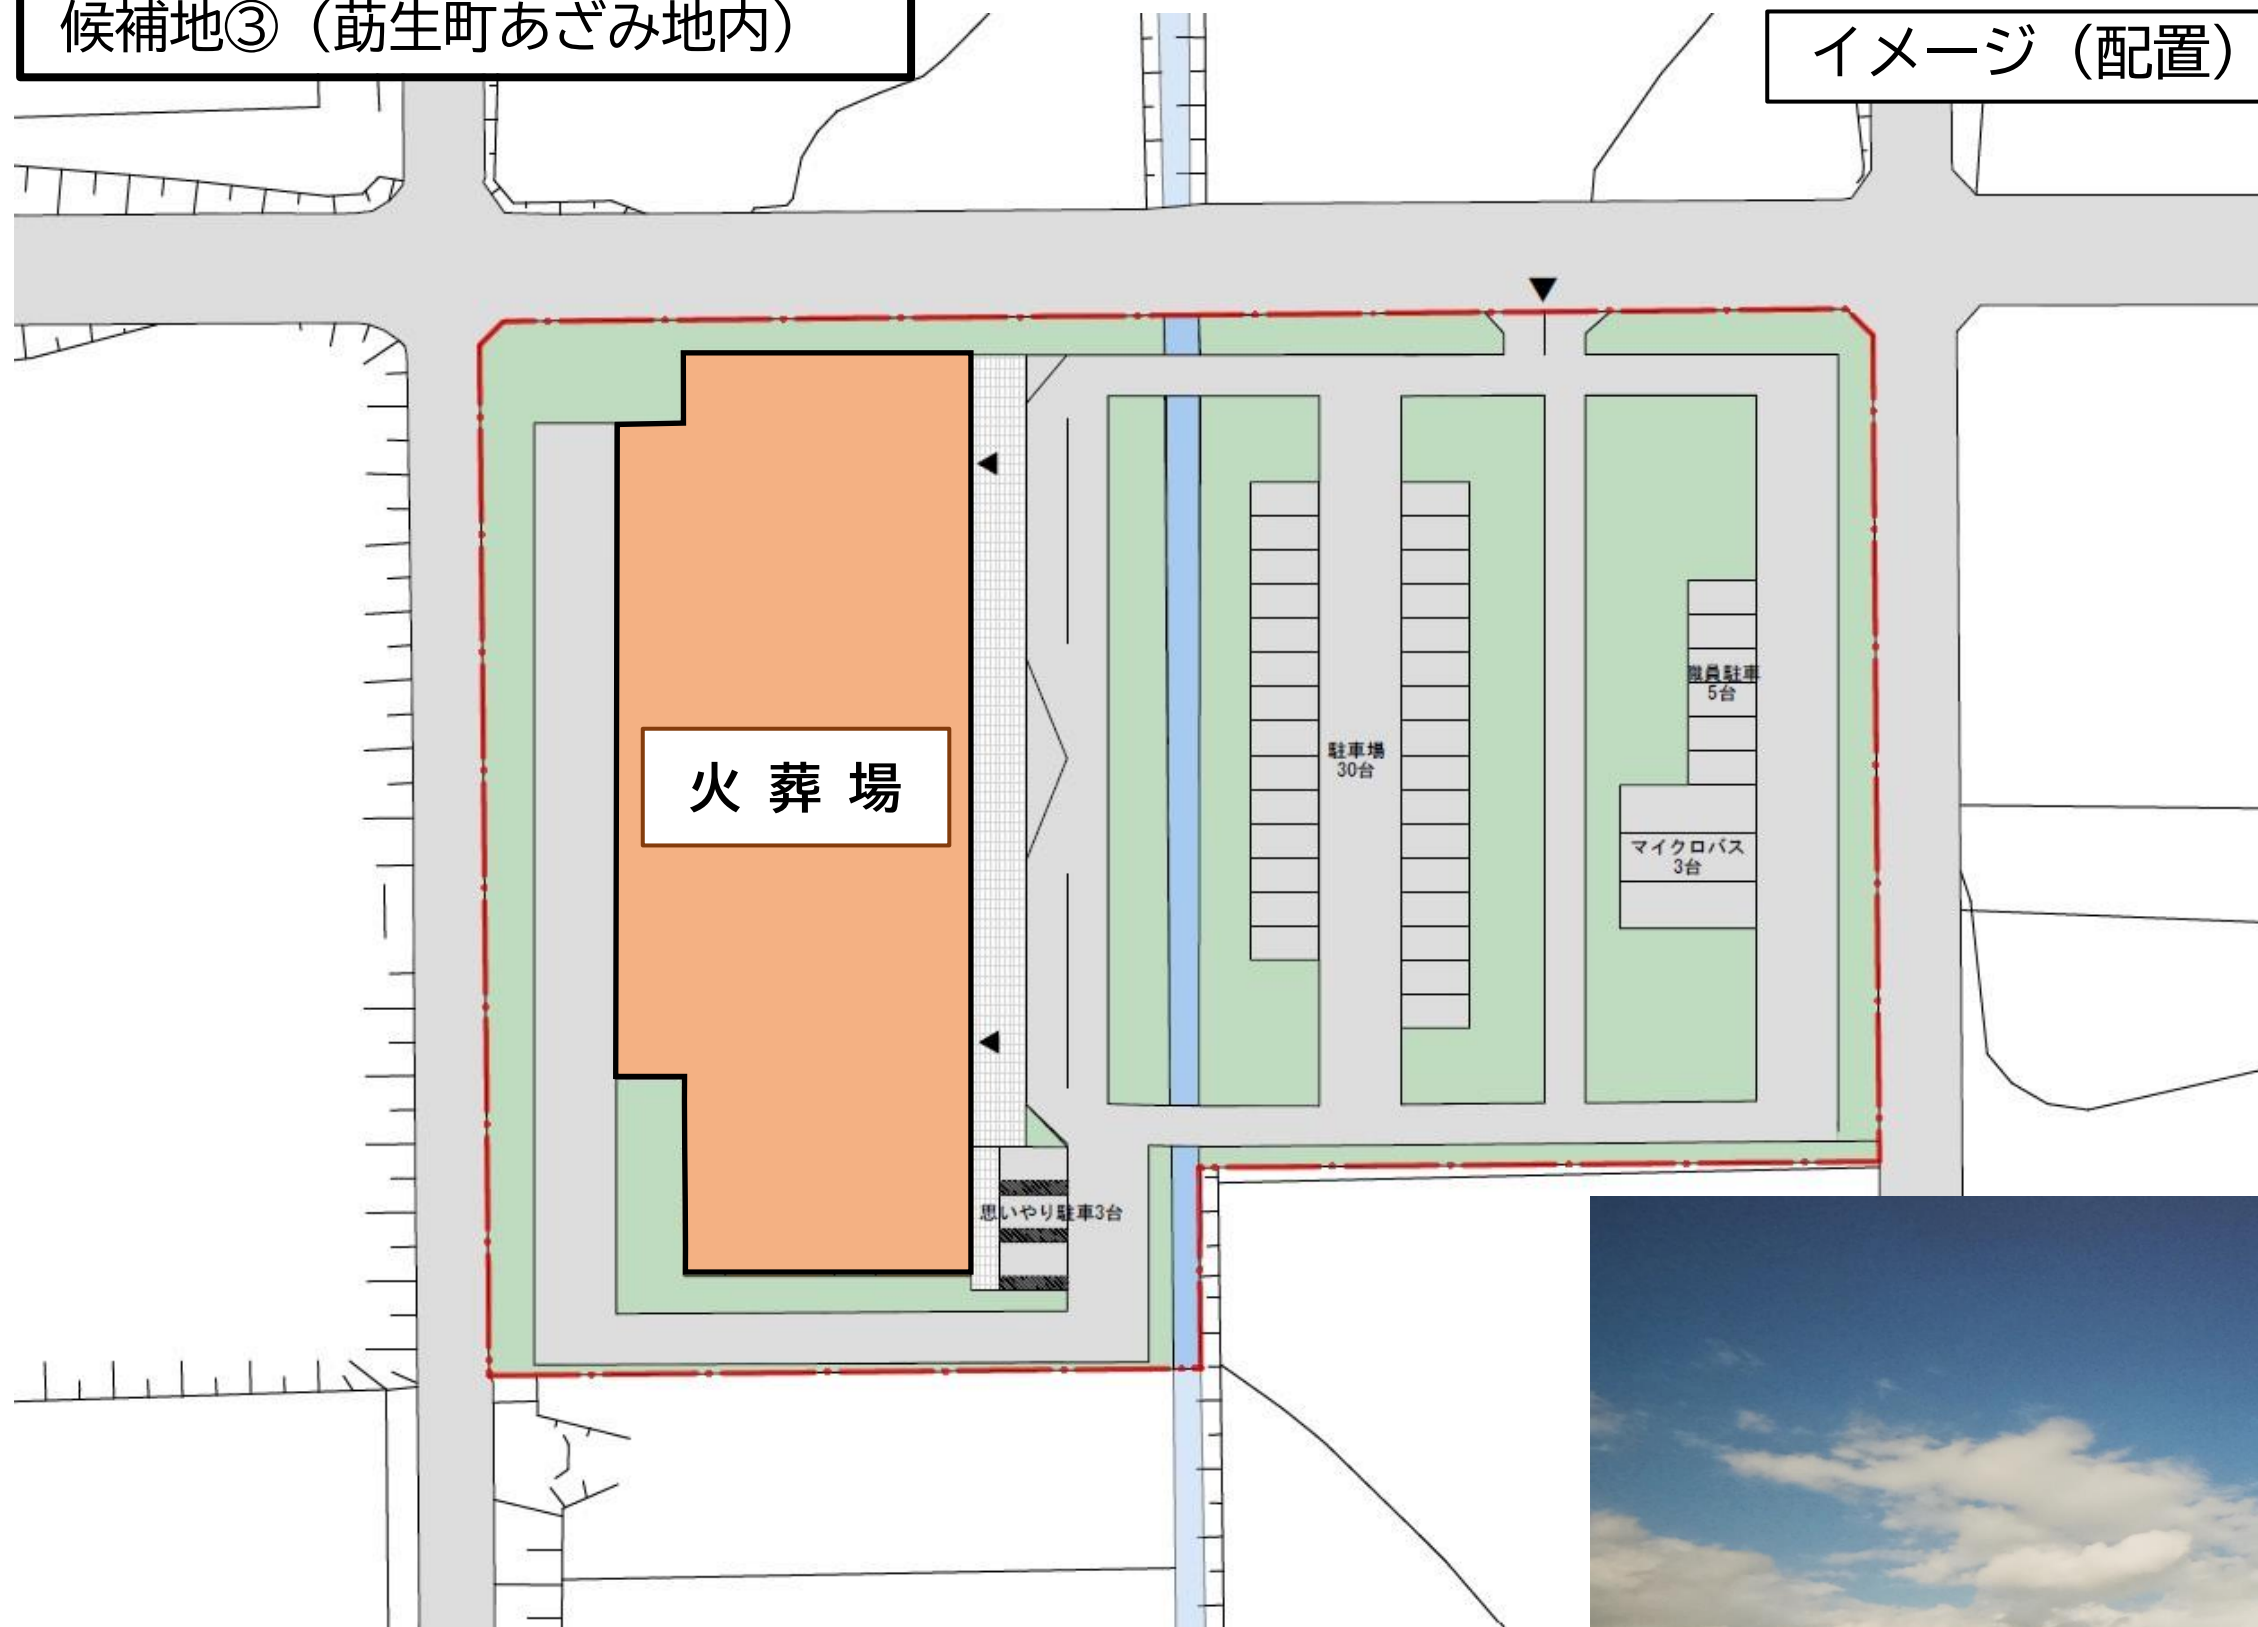 候補地③（莇生町あざみ地内）
イメージ（配置）
職員駐車
5台
駐車場
30台
火葬場
マイクロバス
3台
思いやり駐車3台